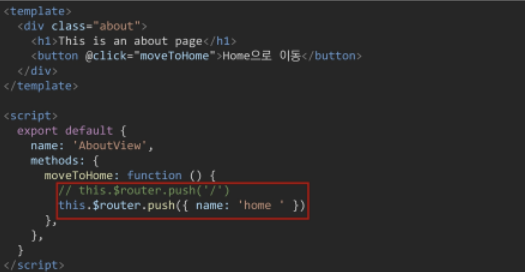 <template>
  <div class="about">
    <h1>This is an about page</h1>
    <button @click="moveToHome">Home으로 이동</button>
  </div>
</template>

<script>
  export default {
    name: 'AboutView',
    methods: {
      moveToHome: function () {
        // this.$router.push('/')
        this.$router.push({ name: 'home ' })
      },
    },
  }
</script>